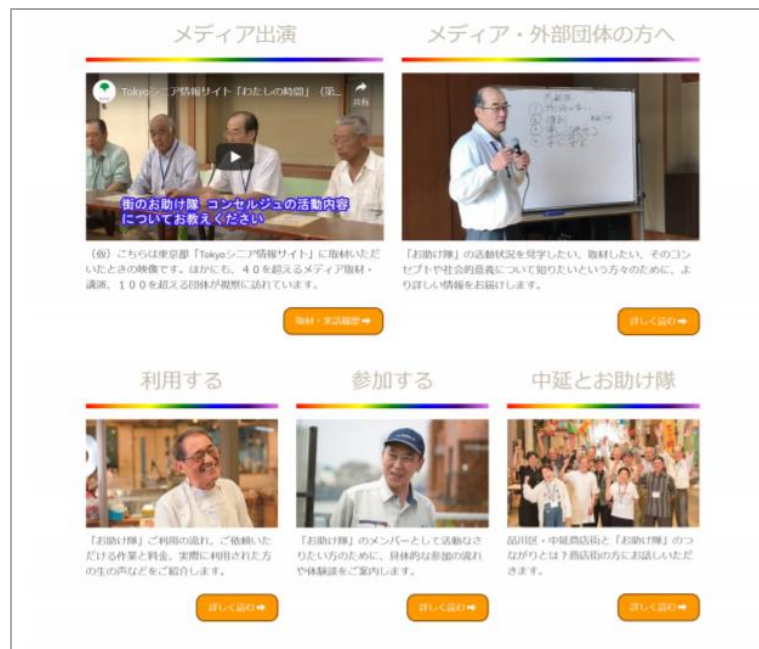 メディア出演
Tokyoシニア情報サイト「わたしの時間」（第...
共有
街のお助け隊 コンセルジュの活動内容
についてお教えください
（仮）こちらは東京都「Tokyoシニア情報サイト」に取材いただ
いたときの映像です。ほかにも、４０を超えるメディア取材・
講演、１００を超える団体が視察に訪れています。
取材・来訪履歴
メディア・外部団体の方へ
「お助け隊」の活動状況を見学したい、取材したい、そのコン
セプトや社会的意義について知りたいという方々のために、よ
り詳しい情報をお届けします。
詳しく読む
利用する
「お助け隊」ご利用の流れ、ご依頼いた
だける作業と料金、実際に利用された方
の生の声などをご紹介します。
詳しく読む
参加する
「お助け隊」のメンバーとして活動なさ
りたい方のために、具体的な参加の流れ
や体験談をご案内します。
詳しく読む
中延とお助け隊
品川区・中延商店街と「お助け隊」のつ
ながりとは？商店街の方にお話しいただ
きます。
詳しく読む